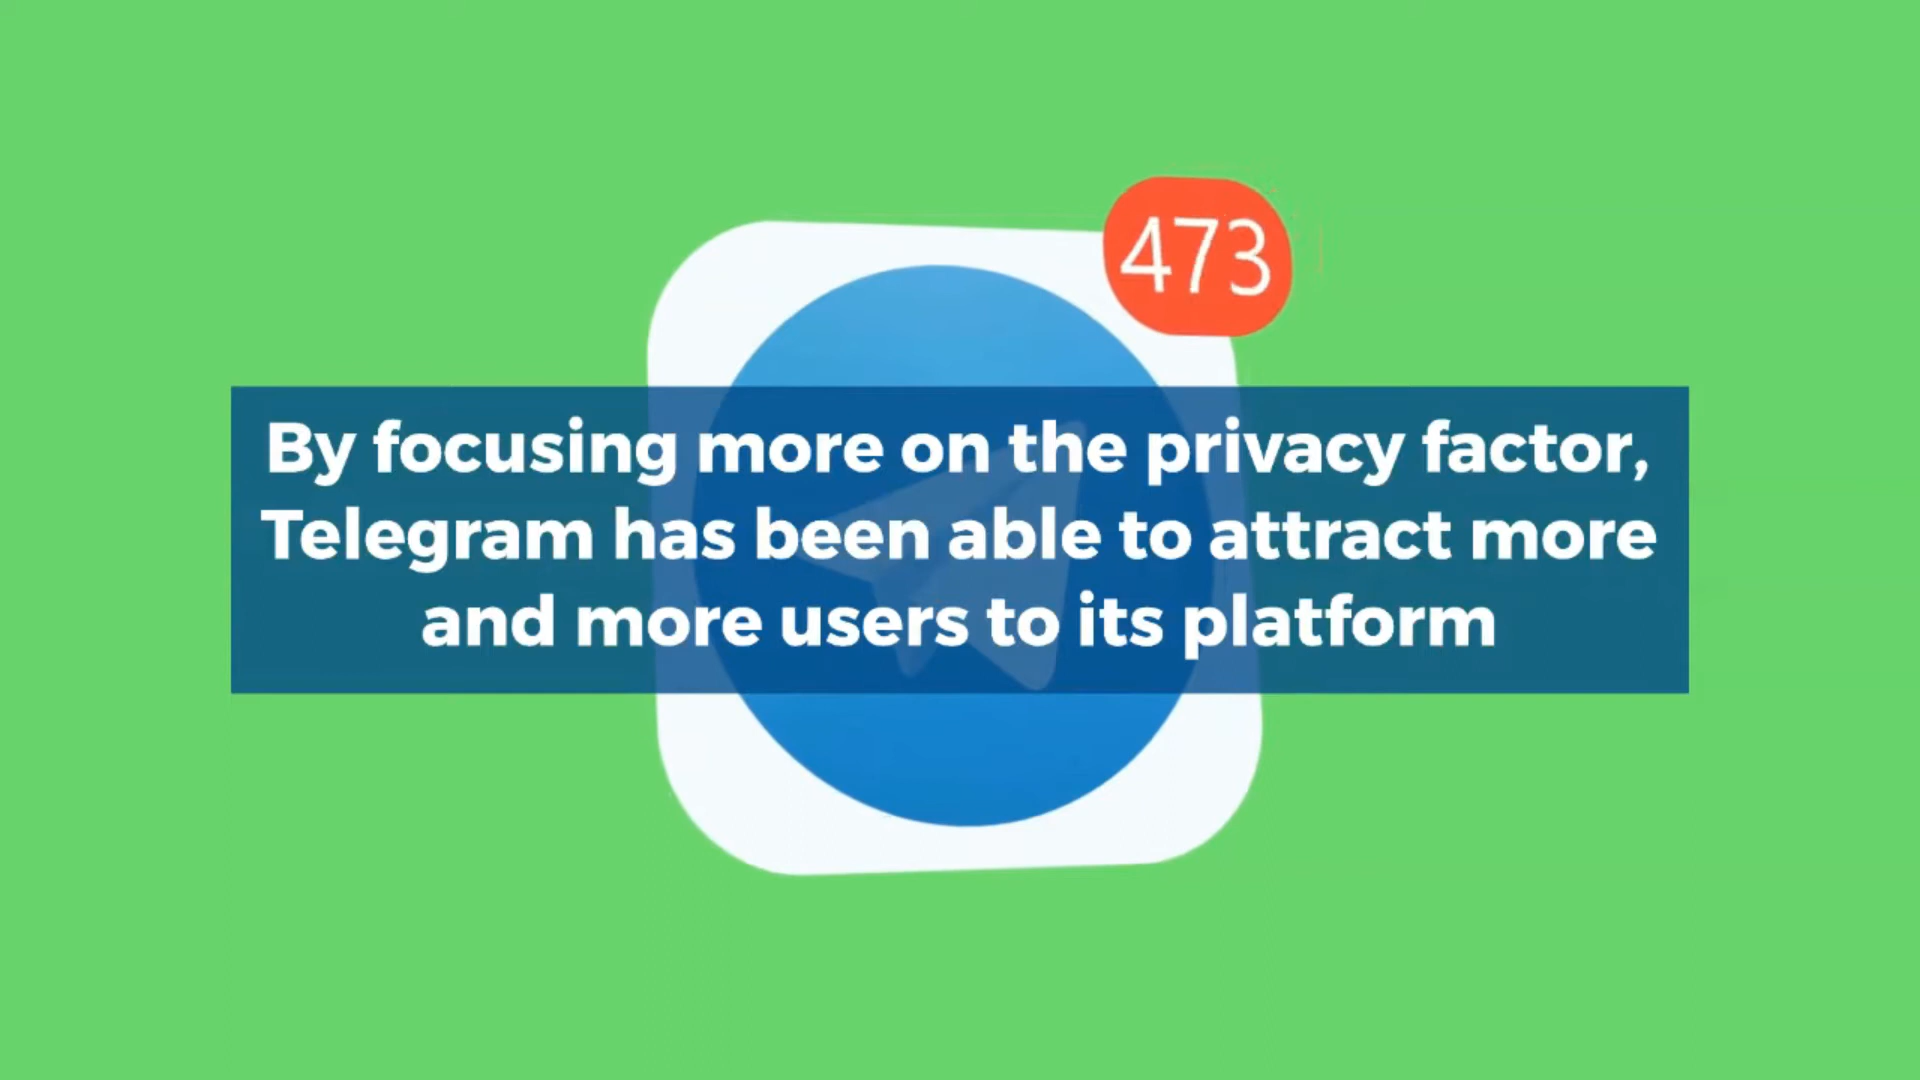 473
By focusing more on the privacy factor,
Telegram has been able to attract more
and more users to its platform